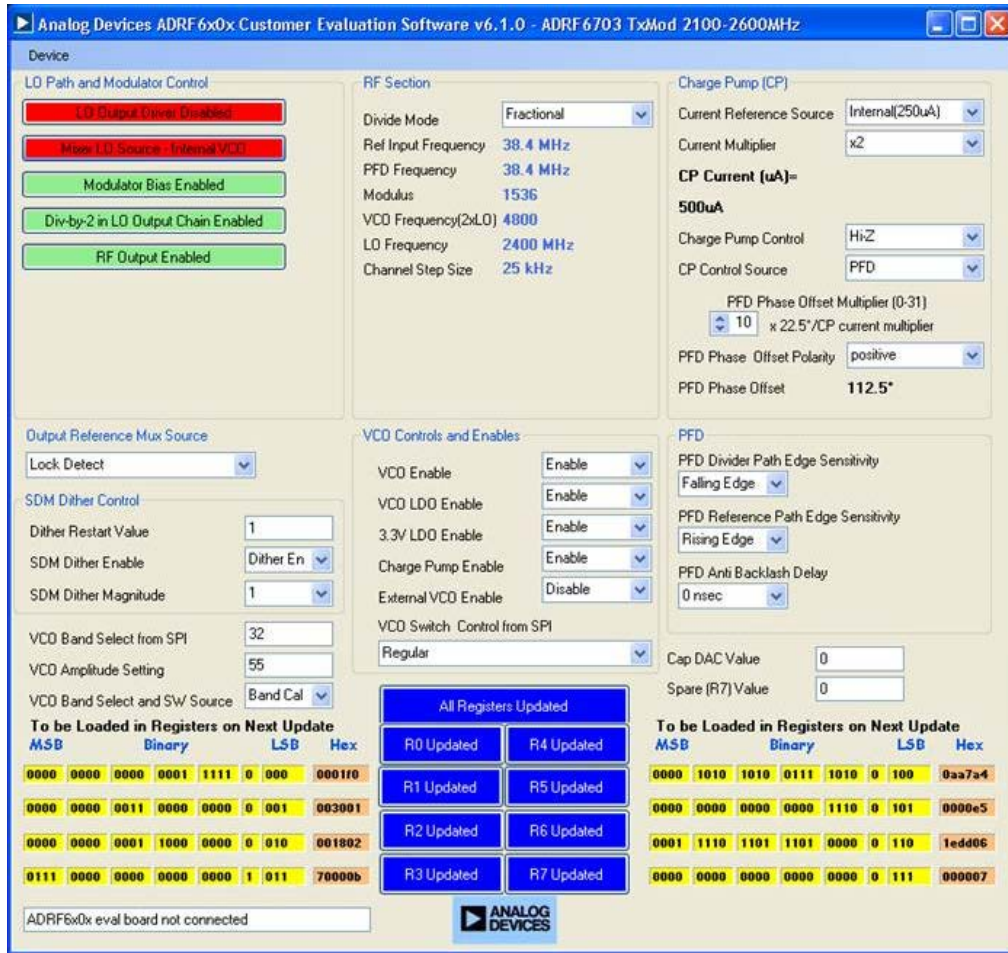 Analog Devices ADRF6x0x Customer Evaluation Software v6.1.0 - ADRF6703 TxMod 2100-2600MHz
Device
LO Path and Modulator Control
LO Output Driver Disabled
Mixer LO Source - Internal VCO
Modulator Bias Enabled
Div-by-2 in LO Output Chain Enabled
RF Output Enabled
RF Section
Divide Mode Fractional
Ref Input Frequency 38.4 MHz
PFD Frequency 38.4 MHz
Modulus 1536
VCO Frequency(2xLO) 4800
LO Frequency 2400 MHz
Channel Step Size 25 kHz
Charge Pump (CP)
Current Reference Source Internal(250uA)
Current Multiplier x2
CP Current (uA)=
500uA
Charge Pump Control Hi-Z
CP Control Source PFD
PFD Phase Offset Multiplier (0-31)
10 x 22.5°/CP current multiplier
PFD Phase Offset Polarity positive
PFD Phase Offset 112.5°
Output Reference Mux Source
Lock Detect
SDM Dither Control
Dither Restart Value 1
SDM Dither Enable Dither En
SDM Dither Magnitude 1
VCO Band Select from SPI 32
VCO Amplitude Setting 55
VCO Band Select and SW Source Band Cal
VCO Controls and Enables
VCO Enable Enable
VCO LDO Enable Enable
3.3V LDO Enable Enable
Charge Pump Enable Enable
External VCO Enable Disable
VCO Switch Control from SPI
Regular
PFD
PFD Divider Path Edge Sensitivity
Falling Edge
PFD Reference Path Edge Sensitivity
Rising Edge
PFD Anti Backlash Delay
0 nsec
Cap DAC Value 0
Spare (R7) Value 0
To be Loaded in Registers on Next Update
MSB Binary LSB Hex
0000 0000 0000 0001 1111 0 000 0001f0
0000 0000 0011 0000 0000 0 001 003001
0000 0000 0001 1000 0000 0 010 001802
0111 0000 0000 0000 0000 1 011 70000b
All Registers Updated
R0 Updated R4 Updated
R1 Updated R5 Updated
R2 Updated R6 Updated
R3 Updated R7 Updated
To be Loaded in Registers on Next Update
MSB Binary LSB Hex
0000 1010 1010 0111 1010 0 100 0aa7a4
0000 0000 0000 0000 1110 0 101 0000e5
0001 1110 1101 1101 0000 0 110 1edd06
0000 0000 0000 0000 0000 0 111 000007
ADRF6x0x eval board not connected
ANALOG
DEVICES